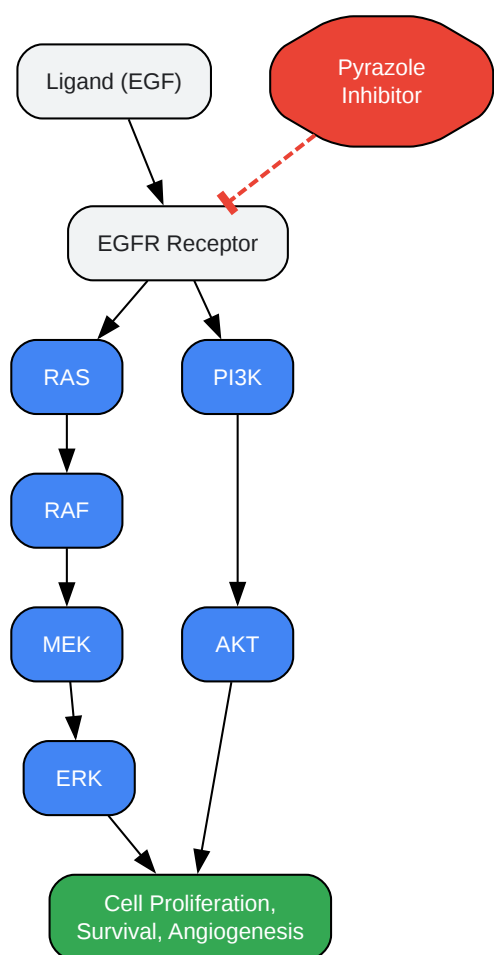 Ligand (EGF)
Pyrazole
Inhibitor
EGFR Receptor
RAS
PI3K
RAF
MEK
AKT
ERK
Cell Proliferation,
Survival, Angiogenesis